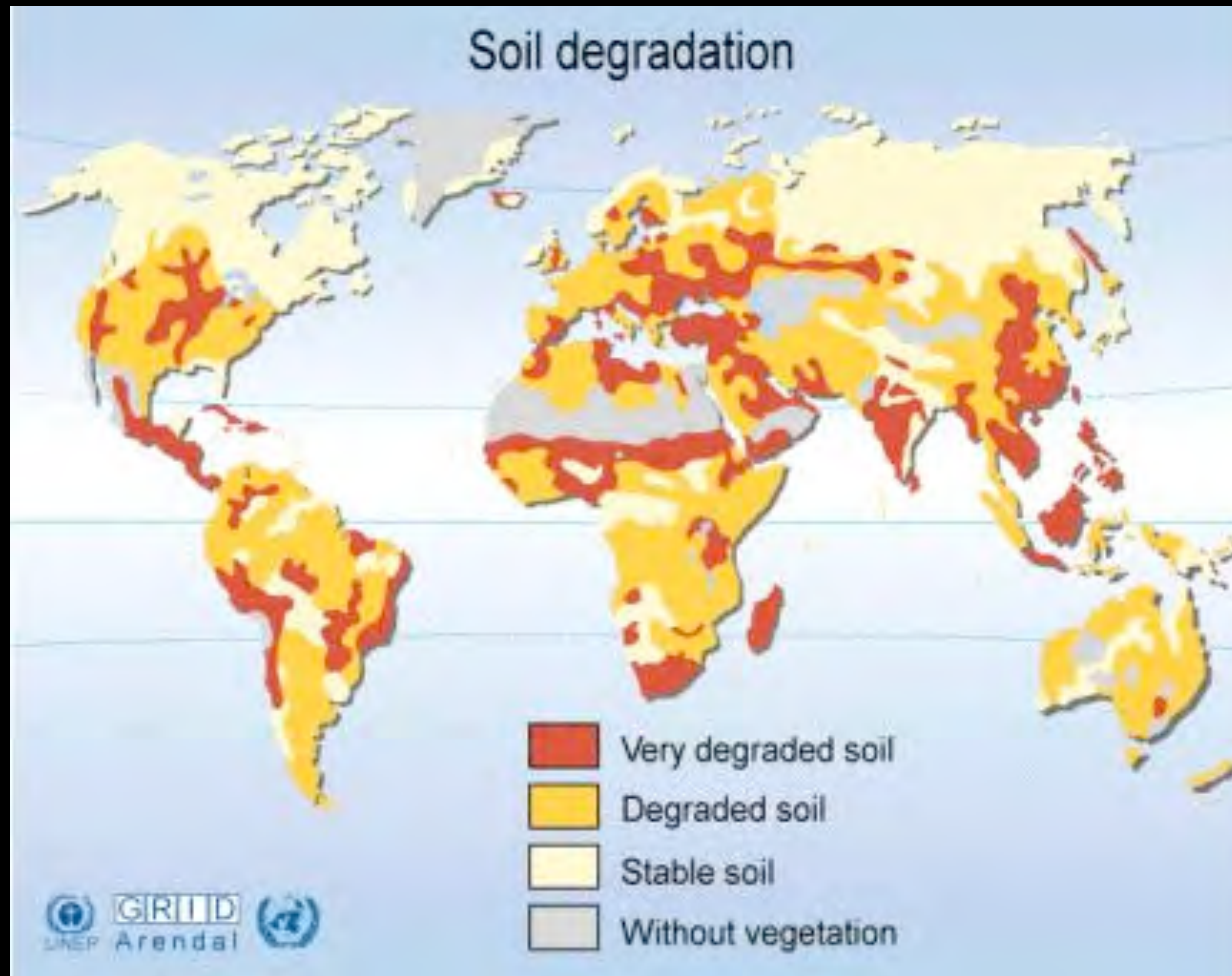 Soil degradation
Very degraded soil
Degraded soil
Stable soil
Without vegetation
UNEP
GRID
Arendal